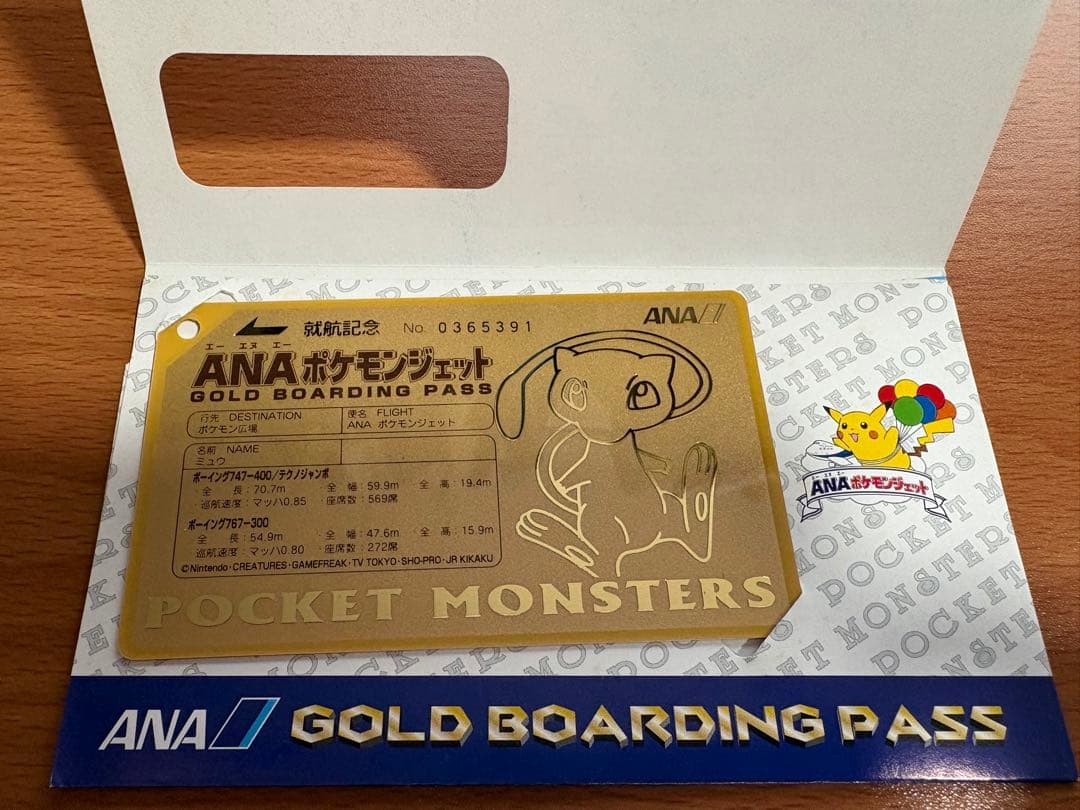 就航記念 No. 0365391
ANA
エー エヌ エー
ANAポケモンジェット
GOLD BOARDING PASS
行先 DESTINATION
ポケモン広場
便名 FLIGHT
ANA ポケモンジェット
名前 NAME
ミュウ
ボーイング747-400/テクノジャンボ
全 長:70.7m 全 幅:59.9m 全 高:19.4m
巡航速度:マッハ0.85 座席数:569席
ボーイング767-300
全 長:54.9m 全 幅:47.6m 全 高:15.9m
巡航速度:マッハ0.80 座席数:272席
©Nintendo・CREATURES・GAMEFREAK・TV TOKYO・SHO-PRO・JR KIKAKU
POCKET MONSTERS
エー エヌ エー
ANAポケモンジェット
POCKET MONSTERS
ANA GOLD BOARDING PASS